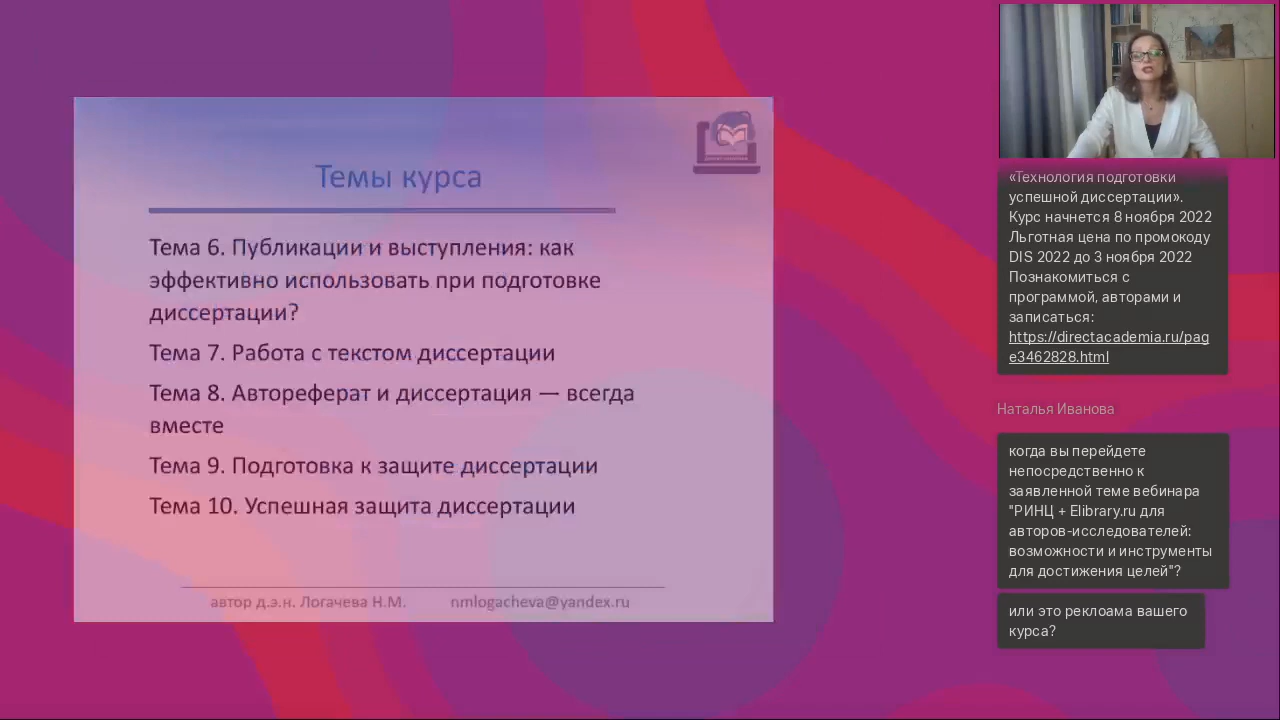 Темы курса
Тема 6. Публикации и выступления: как
эффективно использовать при подготовке
диссертации?
Тема 7. Работа с текстом диссертации
Тема 8. Автореферат и диссертация — всегда
вместе
Тема 9. Подготовка к защите диссертации
Тема 10. Успешная защита диссертации
автор д.э.н. Логачева Н.М. nmlogacheva@yandex.ru
«Технология подготовки
успешной диссертации».
Курс начнется 8 ноября 2022
Льготная цена по промокоду
DIS 2022 до 3 ноября 2022
Познакомиться с
программой, авторами и
записаться:
https://directacademia.ru/pag
e3462828.html
Наталья Иванова
когда вы перейдете
непосредственно к
заявленной теме вебинара
"РИНЦ + Elibrary.ru для
авторов-исследователей:
возможности и инструменты
для достижения целей"?
или это реклоама вашего
курса?